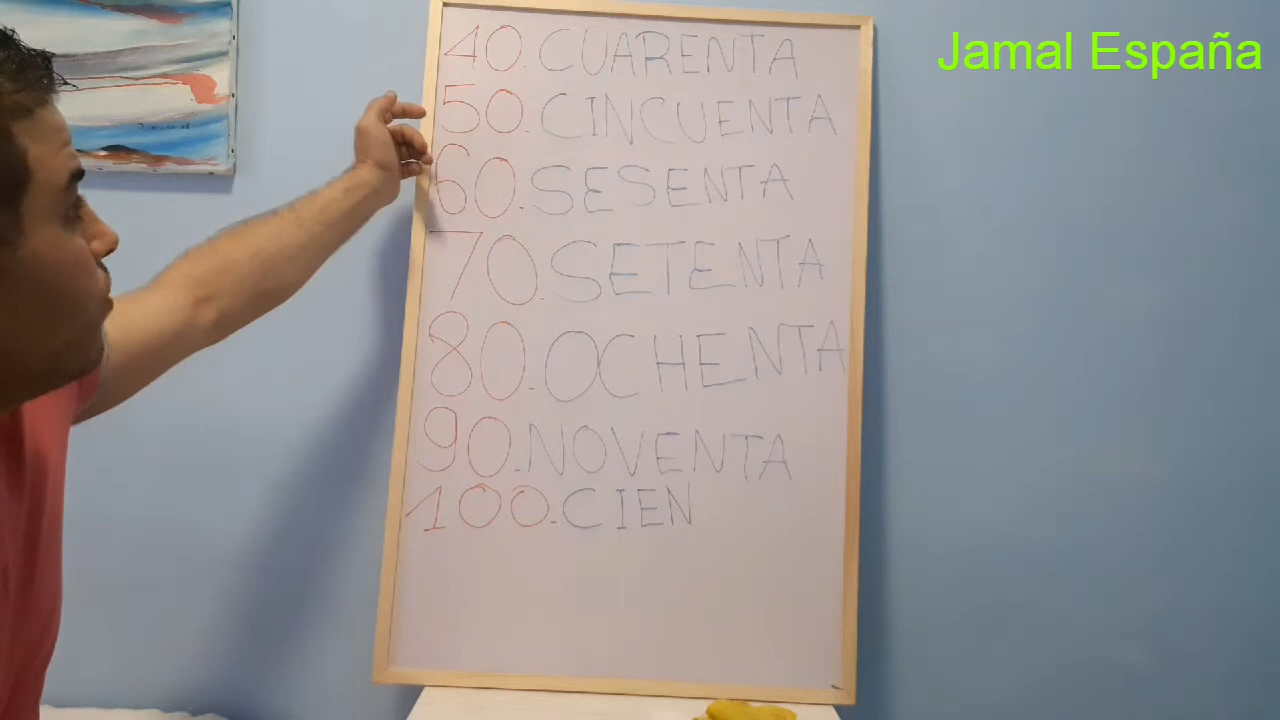 Jamal España
40. CUARENTA
50. CINCUENTA
60. SESENTA
70. SETENTA
80. OCHENTA
90. NOVENTA
100. CIEN